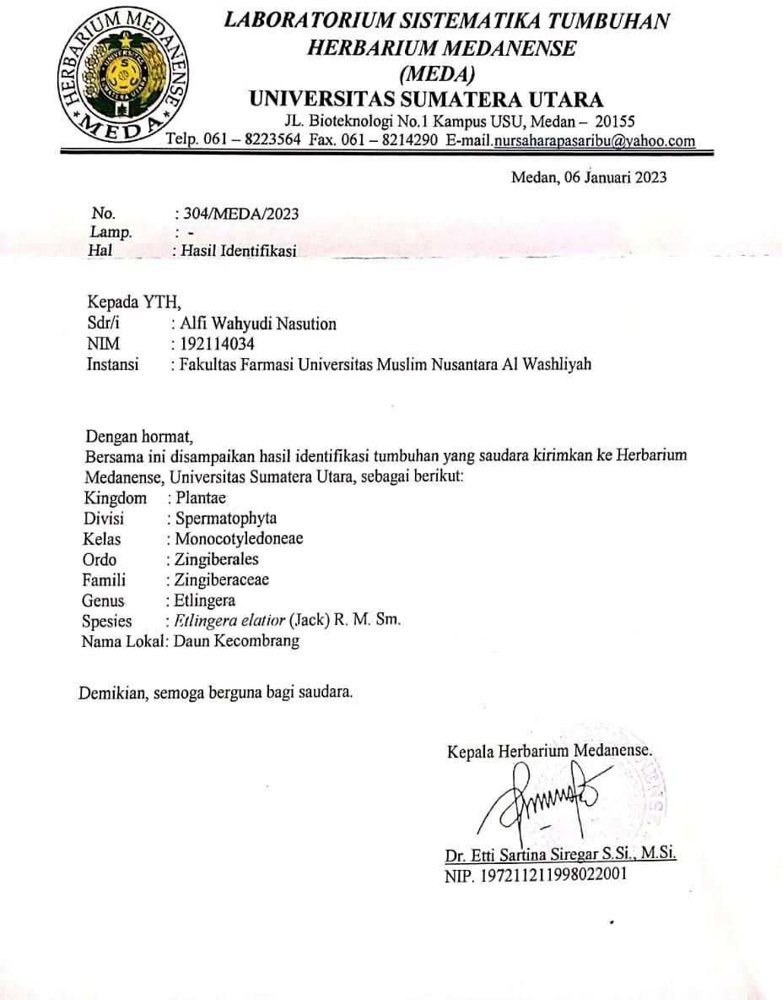 HERBARIUM MEDANENSE
* MEDA *
UNIVERSITAS
SUMATERA UTARA
LABORATORIUM SISTEMATIKA TUMBUHAN
HERBARIUM MEDANENSE
(MEDA)
UNIVERSITAS SUMATERA UTARA
JL. Bioteknologi No.1 Kampus USU, Medan – 20155
Telp. 061 – 8223564 Fax. 061 – 8214290 E-mail.nursaharapasaribu@yahoo.com
Medan, 06 Januari 2023
No. : 304/MEDA/2023
Lamp. : -
Hal : Hasil Identifikasi
Kepada YTH,
Sdr/i : Alfi Wahyudi Nasution
NIM : 192114034
Instansi : Fakultas Farmasi Universitas Muslim Nusantara Al Washliyah
Dengan hormat,
Bersama ini disampaikan hasil identifikasi tumbuhan yang saudara kirimkan ke Herbarium
Medanense, Universitas Sumatera Utara, sebagai berikut:
Kingdom : Plantae
Divisi : Spermatophyta
Kelas : Monocotyledoneae
Ordo : Zingiberales
Famili : Zingiberaceae
Genus : Etlingera
Spesies : Etlingera elatior (Jack) R. M. Sm.
Nama Lokal: Daun Kecombrang
Demikian, semoga berguna bagi saudara.
Kepala Herbarium Medanense.
Dr. Etti Sartina Siregar S.Si., M.Si.
NIP. 197211211998022001